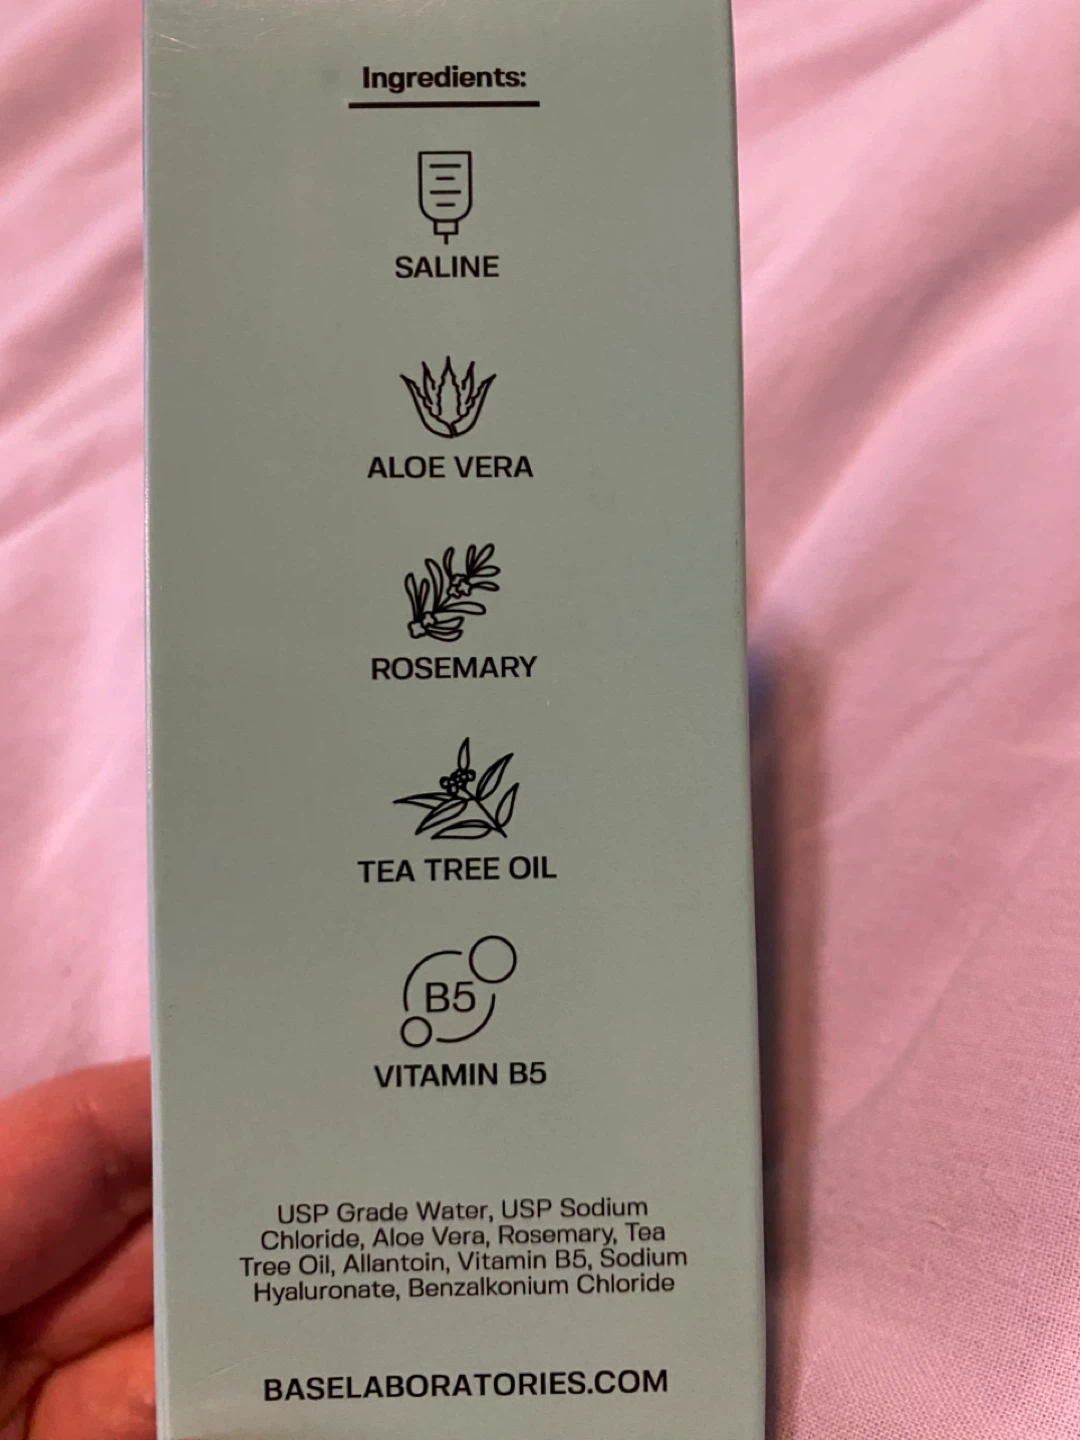 Ingredients:
SALINE
ALOE VERA
ROSEMARY
TEA TREE OIL
B5
VITAMIN B5
USP Grade Water, USP Sodium
Chloride, Aloe Vera, Rosemary, Tea
Tree Oil, Allantoin, Vitamin B5, Sodium
Hyaluronate, Benzalkonium Chloride
BASELABORATORIES.COM